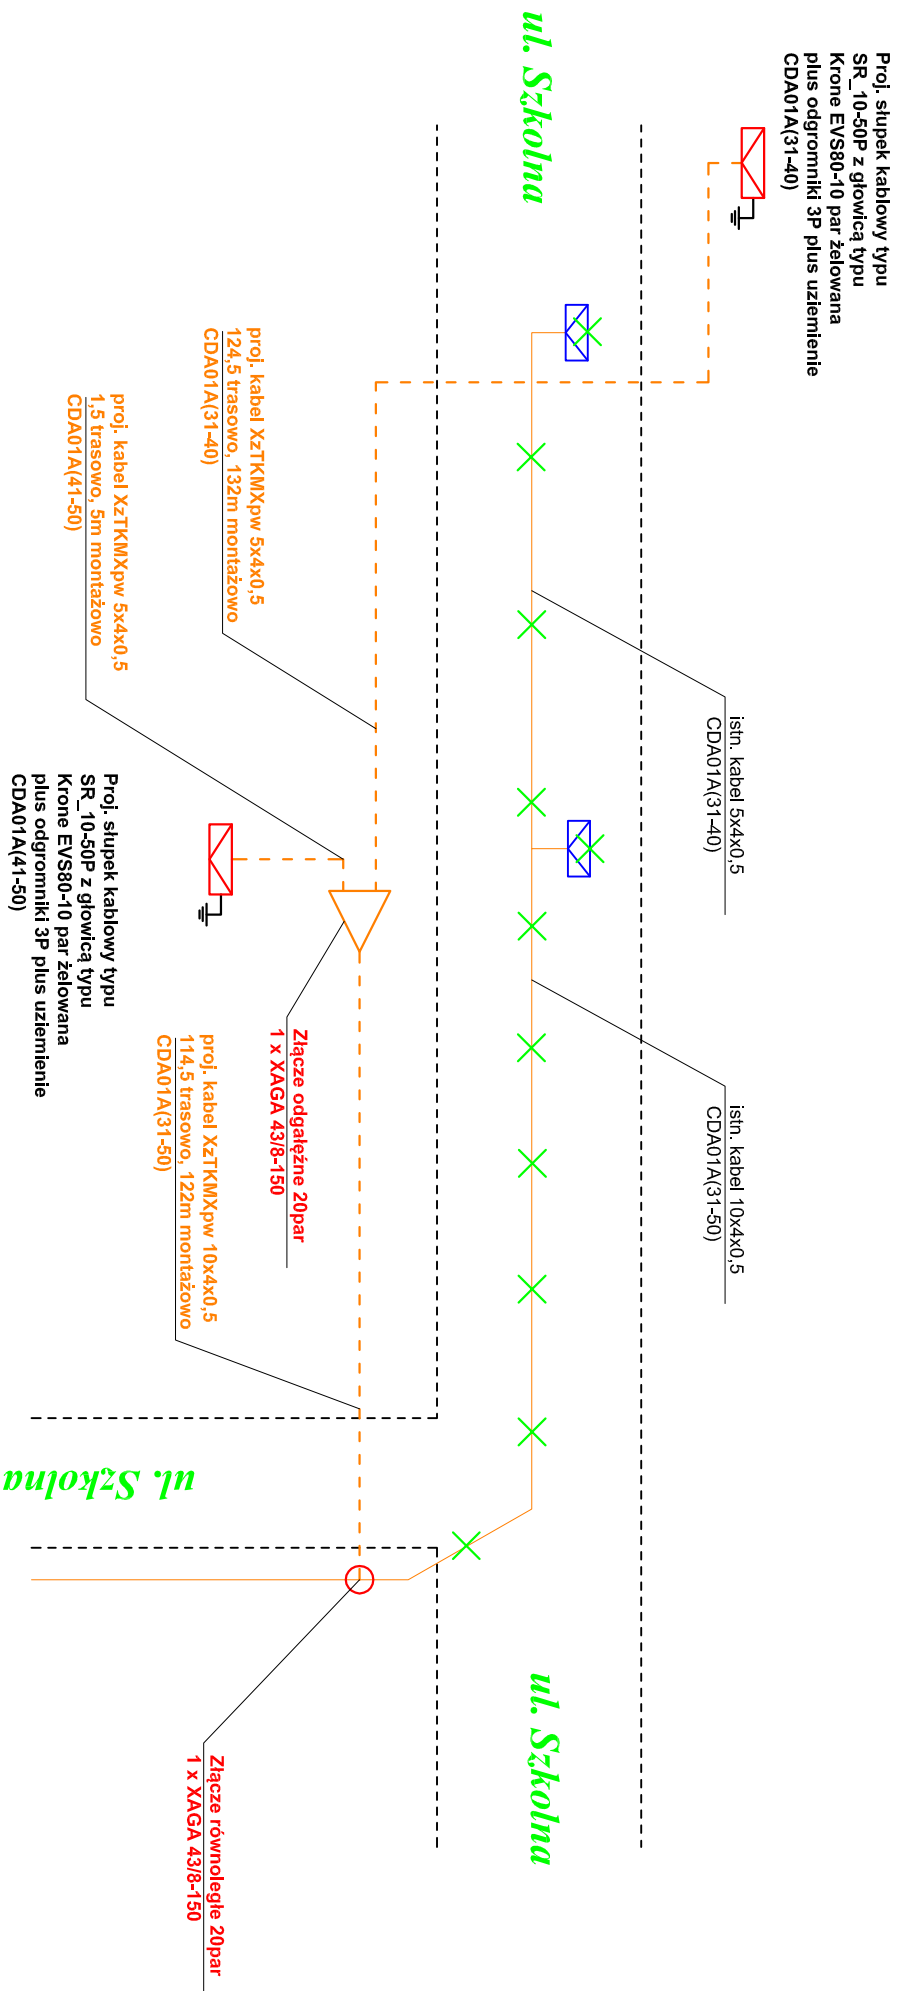 Proj. słupek kablowy typu
SR_10-50P z głowicą typu
Krone EVS80-10 par żelowana
plus odgromniki 3P plus uziemienie
CDA01A(31-40)
ul. Szkolna
istn. kabel 5x4x0,5
CDA01A(31-40)
istn. kabel 10x4x0,5
CDA01A(31-50)
proj. kabel XzTKMXpw 5x4x0,5
124,5 trasowo, 132m montażowo
CDA01A(31-40)
proj. kabel XzTKMXpw 5x4x0,5
1,5 trasowo, 5m montażowo
CDA01A(41-50)
Proj. słupek kablowy typu
SR_10-50P z głowicą typu
Krone EVS80-10 par żelowana
plus odgromniki 3P plus uziemienie
CDA01A(41-50)
Złącze odgałęźne 20par
1 x XAGA 43/8-150
proj. kabel XzTKMXpw 10x4x0,5
114,5 trasowo, 122m montażowo
CDA01A(31-50)
ul. Szkolna
ul. Szkolna
Złącze równoległe 20par
1 x XAGA 43/8-150